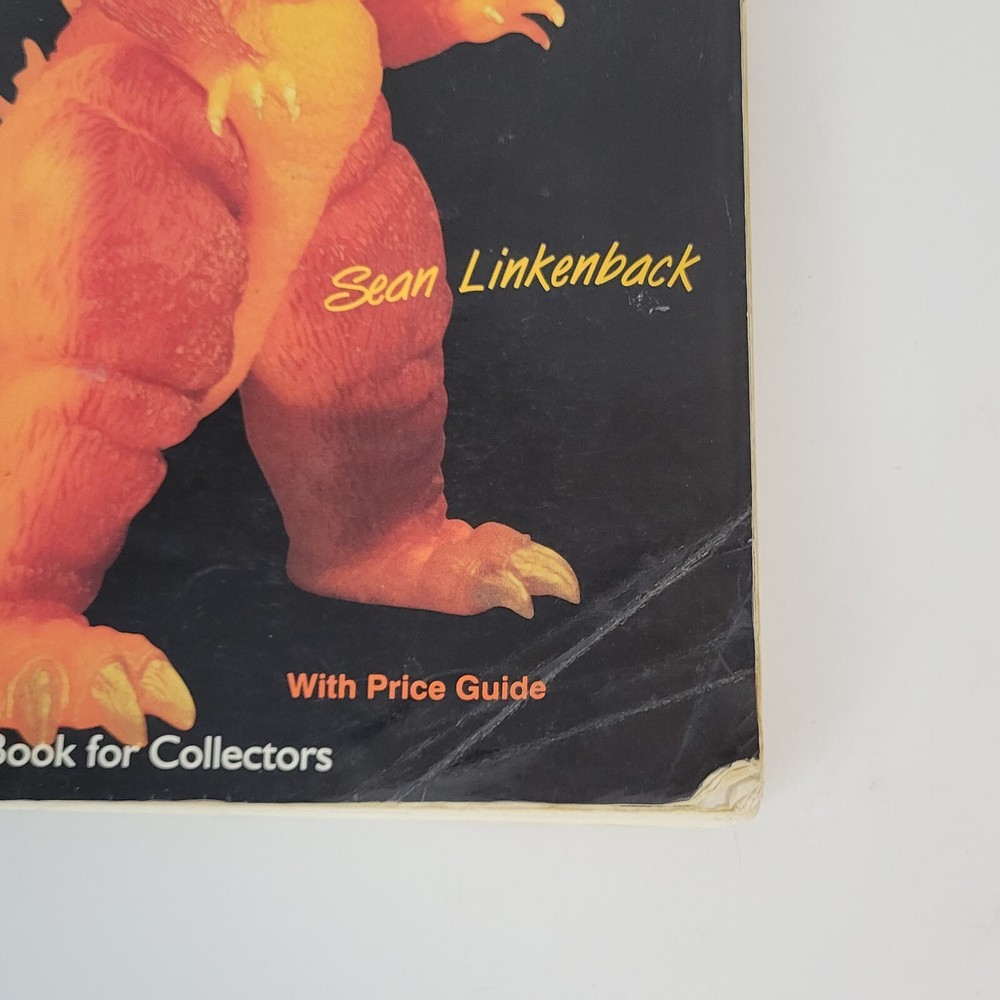 Sean Linkenback
With Price Guide
Book for Collectors